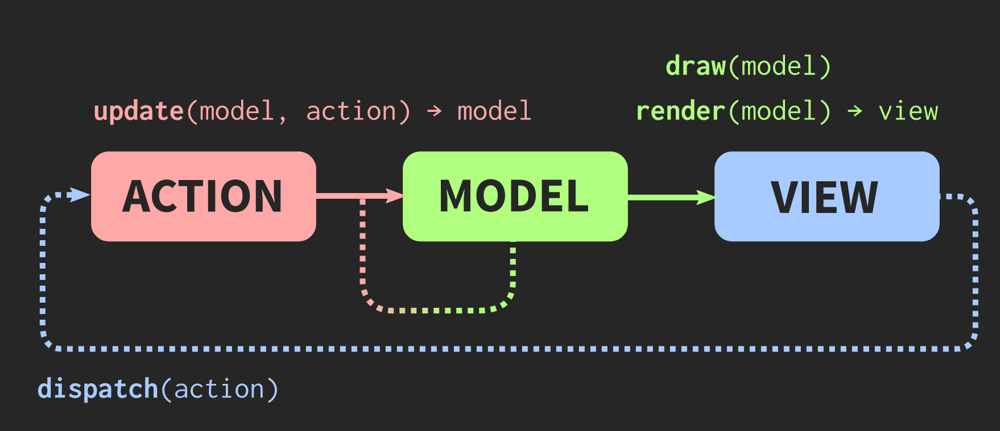 draw(model)
update(model, action) → model
render(model) → view
ACTION
MODEL
VIEW
dispatch(action)